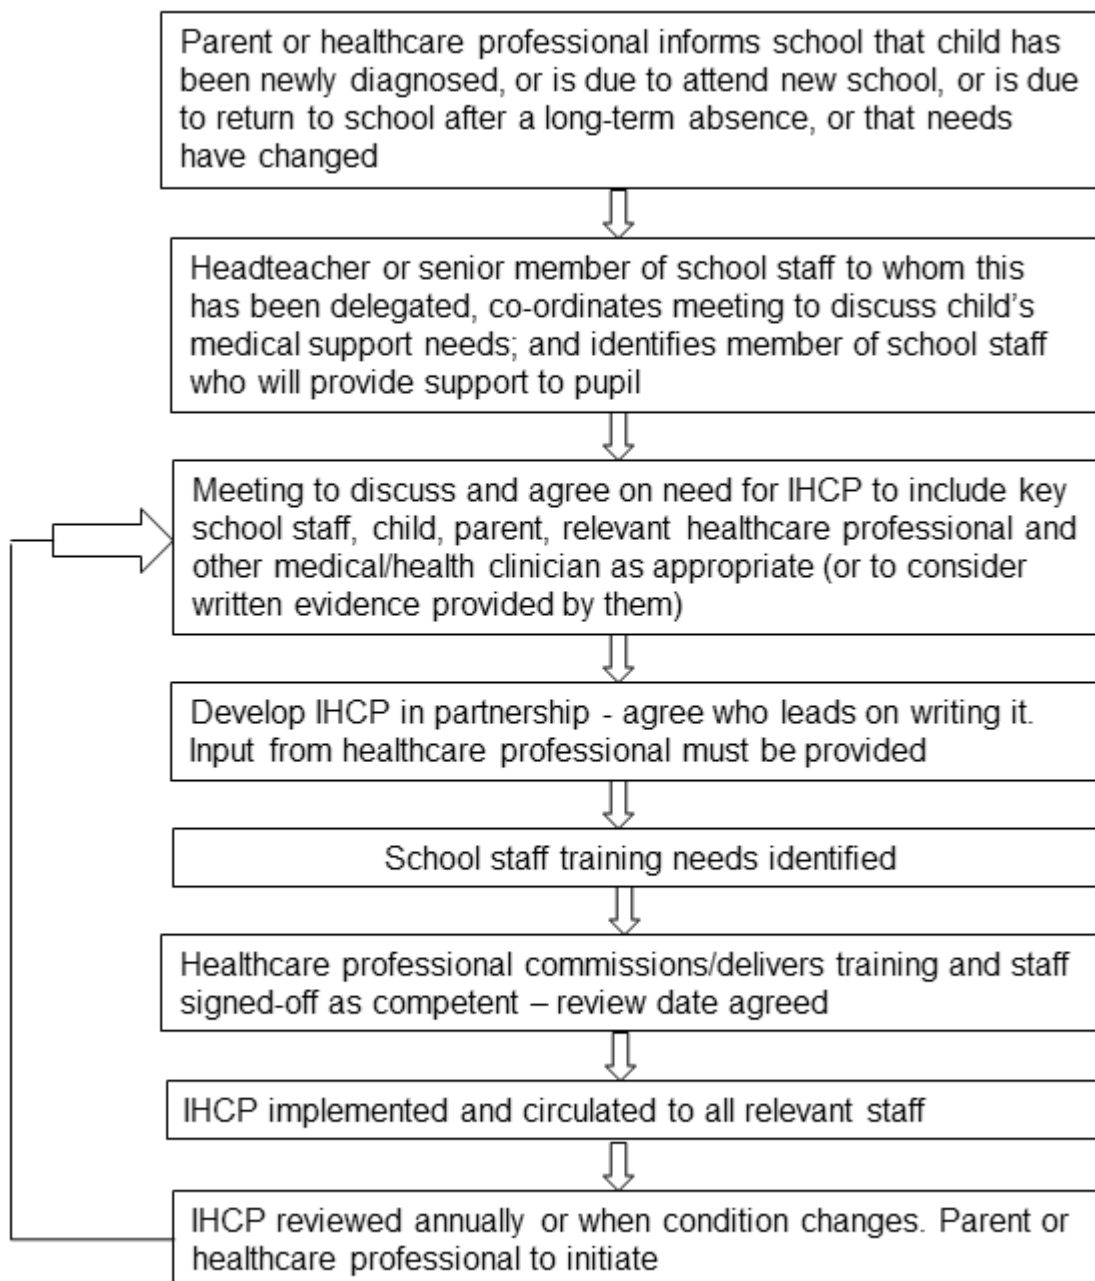 Parent or healthcare professional informs school that child has
been newly diagnosed, or is due to attend new school, or is due
to return to school after a long-term absence, or that needs
have changed
Headteacher or senior member of school staff to whom this
has been delegated, co-ordinates meeting to discuss child's
medical support needs; and identifies member of school staff
who will provide support to pupil
Meeting to discuss and agree on need for IHCP to include key
school staff, child, parent, relevant healthcare professional and
other medical/health clinician as appropriate (or to consider
written evidence provided by them)
Develop IHCP in partnership - agree who leads on writing it.
Input from healthcare professional must be provided
School staff training needs identified
Healthcare professional commissions/delivers training and staff
signed-off as competent – review date agreed
IHCP implemented and circulated to all relevant staff
IHCP reviewed annually or when condition changes. Parent or
healthcare professional to initiate